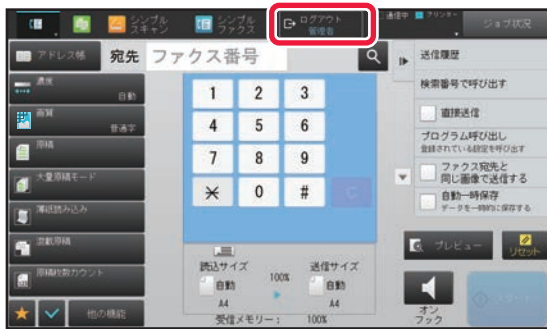 シンプル
スキャン
シンプル
ファクス
ログアウト
管理者
通信中
プリンター
ジョブ状況
アドレス帳
宛先
ファクス番号
濃度
自動
画質
普通字
原稿
大量原稿モード
薄紙読み込み
混載原稿
原稿枚数カウント
他の機能
1 2 3
4 5 6
7 8 9
0 #
C
読込サイズ
自動
A4
100%
送信サイズ
自動
A4
受信メモリー: 100%
送信履歴
検索番号で呼び出す
直接送信
プログラム呼び出し
登録されている設定を呼び出す
ファクス宛先と
同じ画像で送信する
自動一時保存
データを一時的に保存する
プレビュー
リセット
オン
フック
スタート